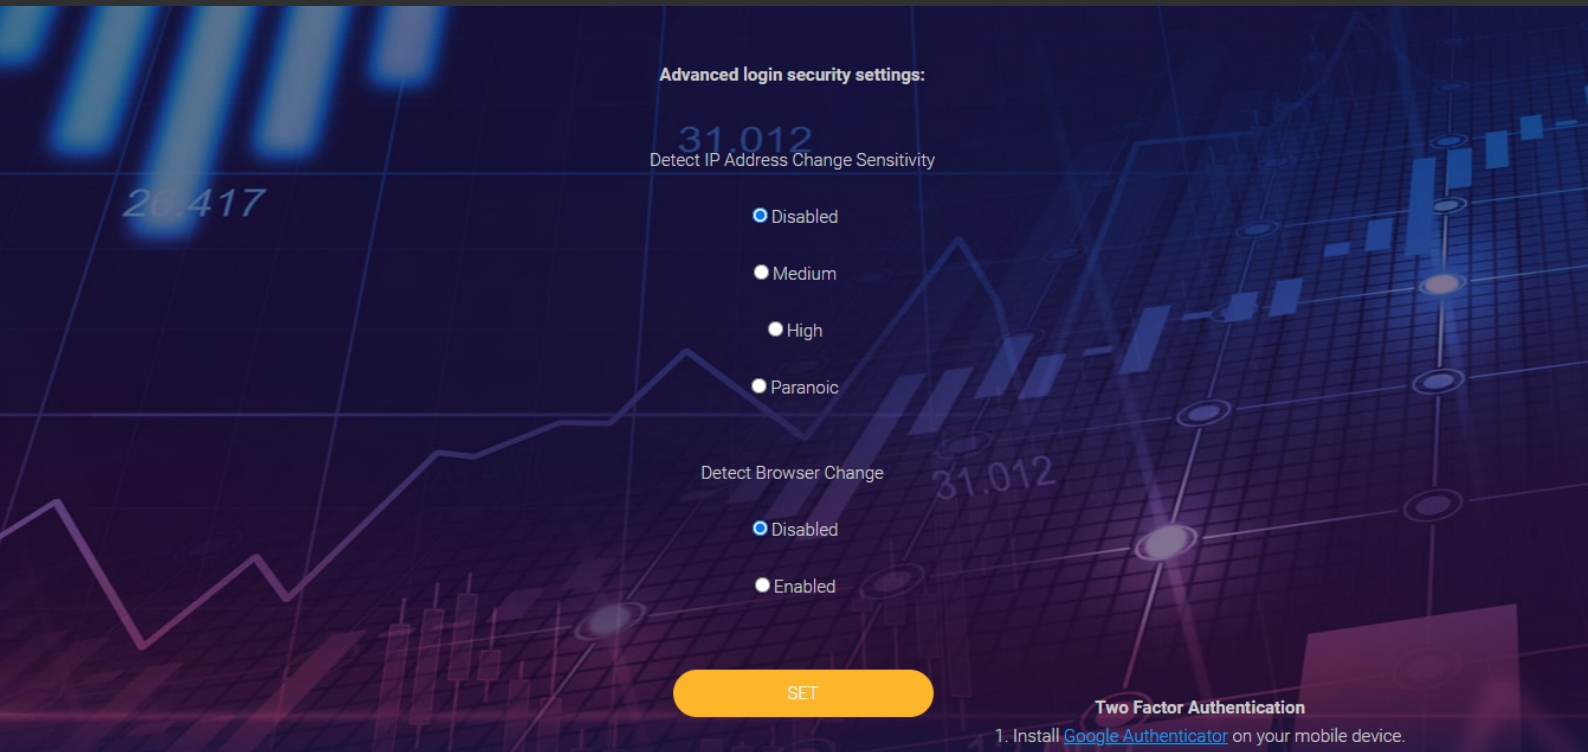 Advanced login security settings:
31.012
Detect IP Address Change Sensitivity
26.417
Disabled
Medium
High
Paranoic
Detect Browser Change
31.012
Disabled
Enabled
SET
Two Factor Authentication
1. Install Google Authenticator on your mobile device.